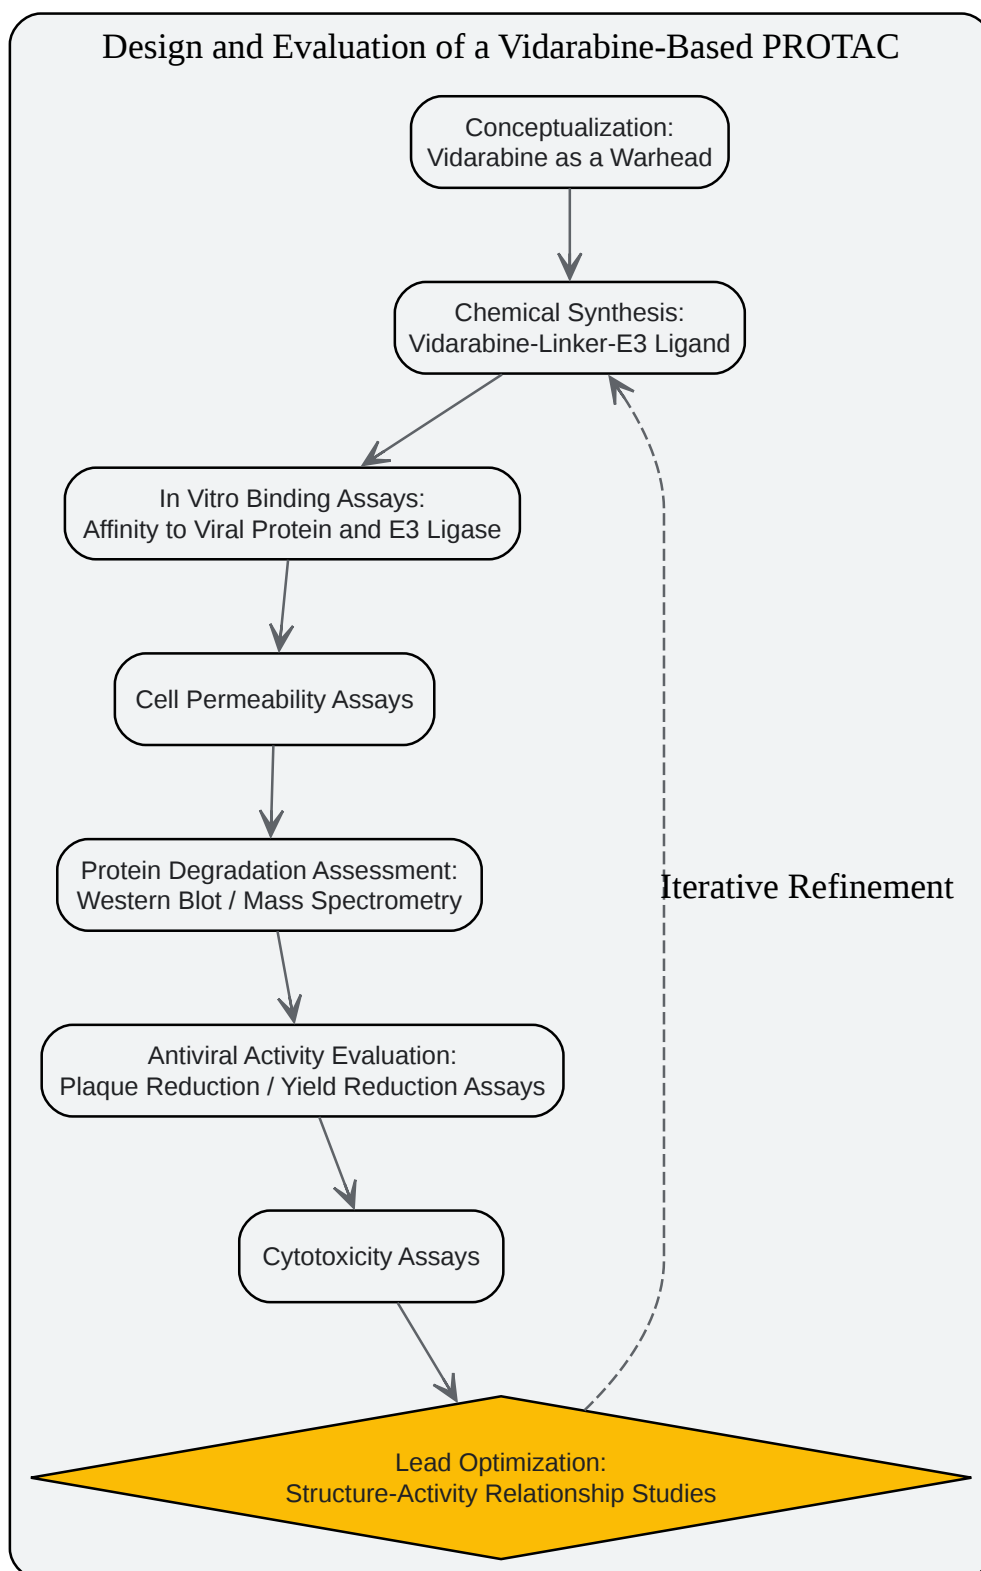 Design and Evaluation of a Vidarabine-Based PROTAC
Conceptualization:
Vidarabine as a Warhead
Chemical Synthesis:
Vidarabine-Linker-E3 Ligand
In Vitro Binding Assays:
Affinity to Viral Protein and E3 Ligase
Cell Permeability Assays
Protein Degradation Assessment:
Western Blot / Mass Spectrometry
Iterative Refinement
Antiviral Activity Evaluation:
Plaque Reduction / Yield Reduction Assays
Cytotoxicity Assays
Lead Optimization:
Structure-Activity Relationship Studies